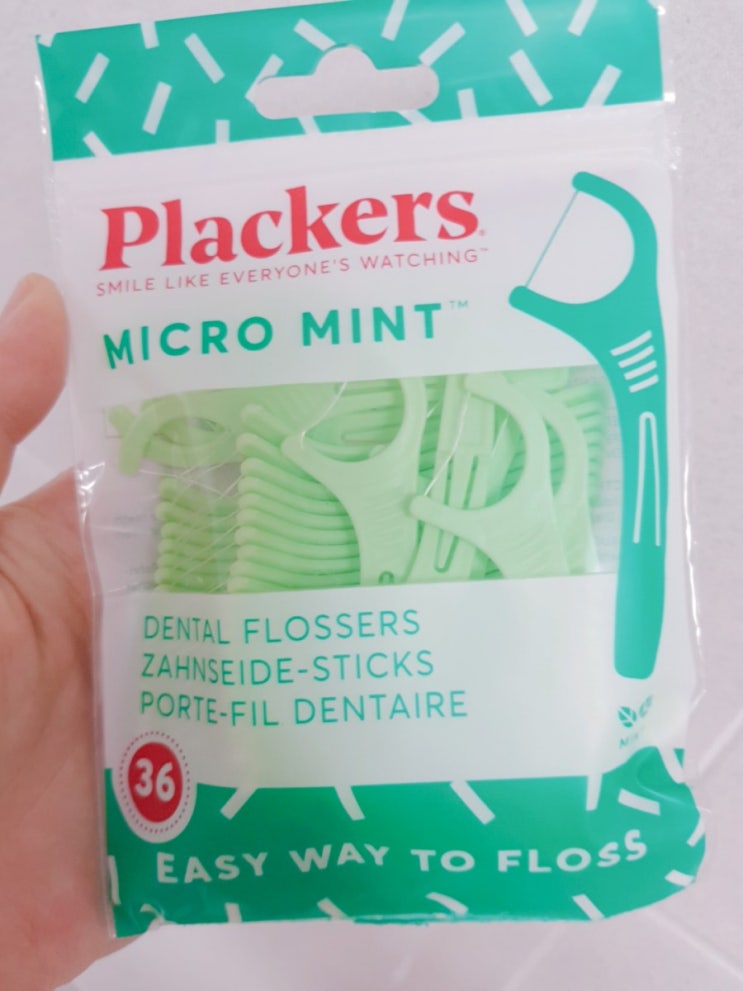 Plackers®
SMILE LIKE EVERYONE'S WATCHING™
MICRO MINT™
DENTAL FLOSSERS
ZAHNSEIDE-STICKS
PORTE-FIL DENTAIRE
MINT
36
EASY WAY TO FLOSS